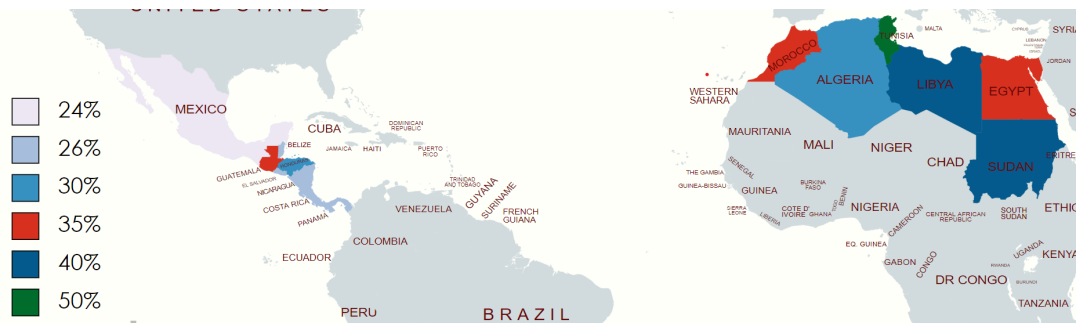 UNITED STATES
24%
26%
30%
35%
40%
50%
MEXICO
CUBA
DOMINICAN
REPUBLIC
BELIZE
JAMAICA
HAITI
PUERTO
RICO
GUATEMALA
HONDURAS
EL SALVADOR
NICARAGUA
COSTA RICA
PANAMA
TRINIDAD
AND TOBAGO
GUYANA
SURINAME
FRENCH
GUIANA
VENEZUELA
COLOMBIA
ECUADOR
PERU
BRAZIL
MOROCCO
TUNISIA
MALTA
CYPRUS
SYRIA
LEBANON
JORDAN
ALGERIA
LIBYA
EGYPT
WESTERN
SAHARA
MAURITANIA
MALI
NIGER
CHAD
SUDAN
ERITREA
SENEGAL
THE GAMBIA
GUINEA-BISSAU
GUINEA
BURKINA
FASO
SIERRA
LEONE
LIBERIA
COTE D'
IVOIRE
GHANA
TOGO
BENIN
NIGERIA
CAMEROON
CENTRAL AFRICAN
REPUBLIC
SOUTH
SUDAN
ETHIO
EQ. GUINEA
GABON
CONGO
DR CONGO
UGANDA
KENYA
RWANDA
BURUNDI
TANZANIA